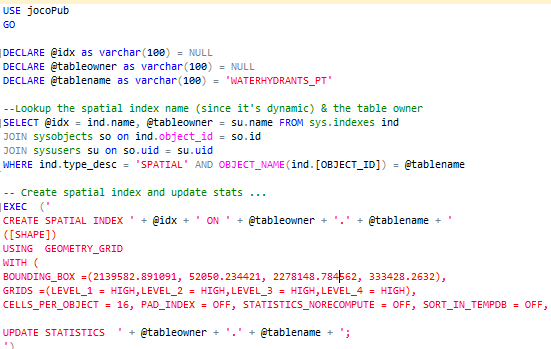 USE jocoPub
GO
DECLARE @idx as varchar(100) = NULL
DECLARE @tableowner as varchar(100) = NULL
DECLARE @tablename as varchar(100) = 'WATERHYDRANTS_PT'
--Lookup the spatial index name (since it's dynamic) & the table owner
SELECT @idx = ind.name, @tableowner = su.name FROM sys.indexes ind
JOIN sysobjects so on ind.object_id = so.id
JOIN sysusers su on so.uid = su.uid
WHERE ind.type_desc = 'SPATIAL' AND OBJECT_NAME(ind.[OBJECT_ID]) = @tablename
-- Create spatial index and update stats ...
EXEC ('
CREATE SPATIAL INDEX ' + @idx + ' ON ' + @tableowner + '.' + @tablename + '
([SHAPE])
USING GEOMETRY_GRID
WITH (
BOUNDING_BOX =(2139582.891091, 52050.234421, 2278148.784562, 333428.2632),
GRIDS =(LEVEL_1 = HIGH,LEVEL_2 = HIGH,LEVEL_3 = HIGH,LEVEL_4 = HIGH),
CELLS_PER_OBJECT = 16, PAD_INDEX = OFF, STATISTICS_NORECOMPUTE = OFF, SORT_IN_TEMPDB = OFF,
UPDATE STATISTICS ' + @tableowner + '.' + @tablename + ';
')